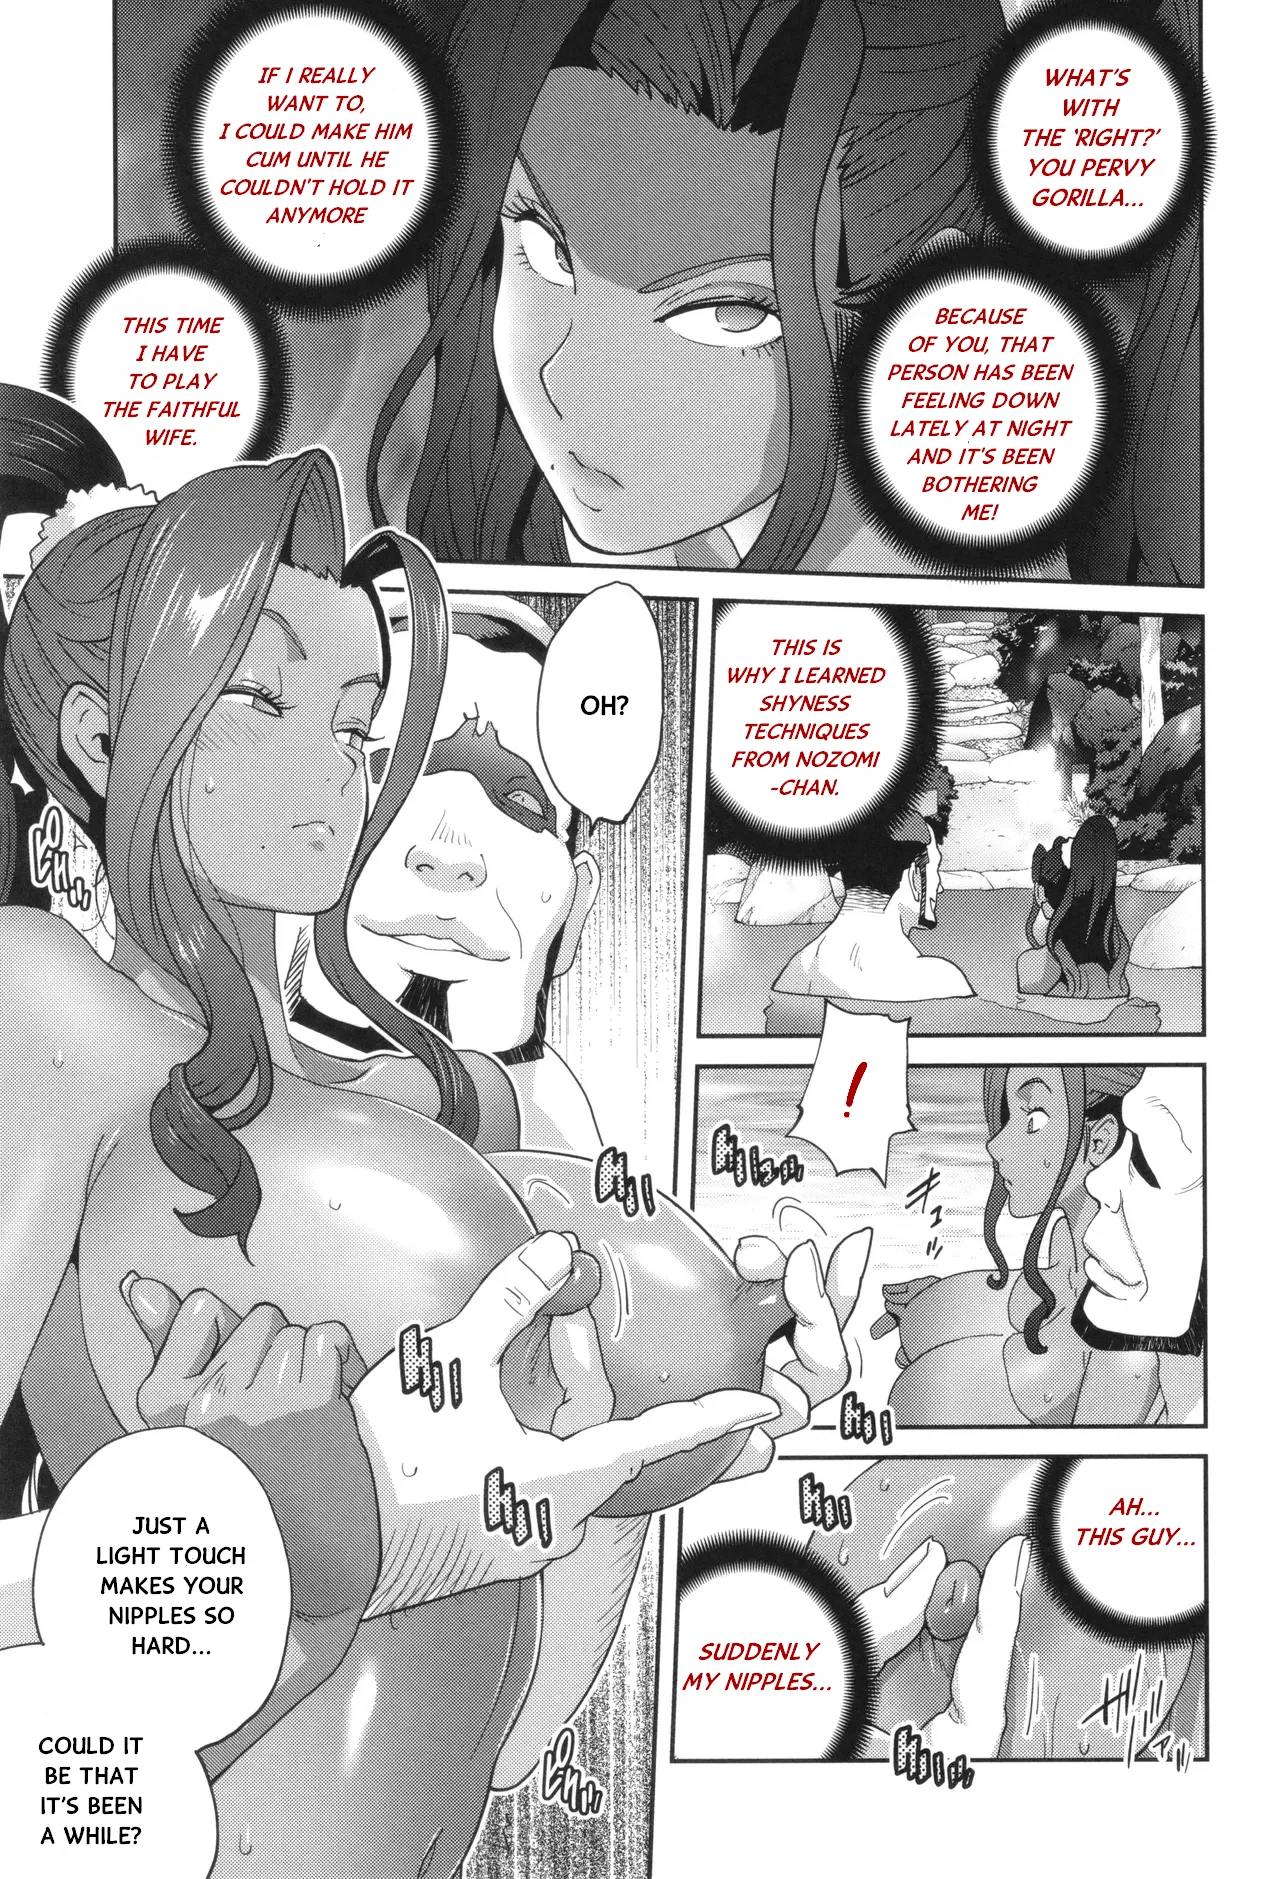 WHAT'S
WITH
THE 'RIGHT?'
YOU PERVY
GORILLA...
BECAUSE
OF YOU, THAT
PERSON HAS BEEN
FEELING DOWN
LATELY AT NIGHT
AND IT'S BEEN
BOTHERING
ME!
IF I REALLY
WANT TO,
I COULD MAKE HIM
CUM UNTIL HE
COULDN'T HOLD IT
ANYMORE
THIS TIME
I HAVE
TO PLAY
THE FAITHFUL
WIFE.
THIS IS
WHY I LEARNED
SHYNESS
TECHNIQUES
FROM NOZOMI
-CHAN.
!
AH...
THIS GUY...
SUDDENLY
MY NIPPLES...
OH?
JUST A
LIGHT TOUCH
MAKES YOUR
NIPPLES SO
HARD...
COULD IT
BE THAT
IT'S BEEN
A WHILE?